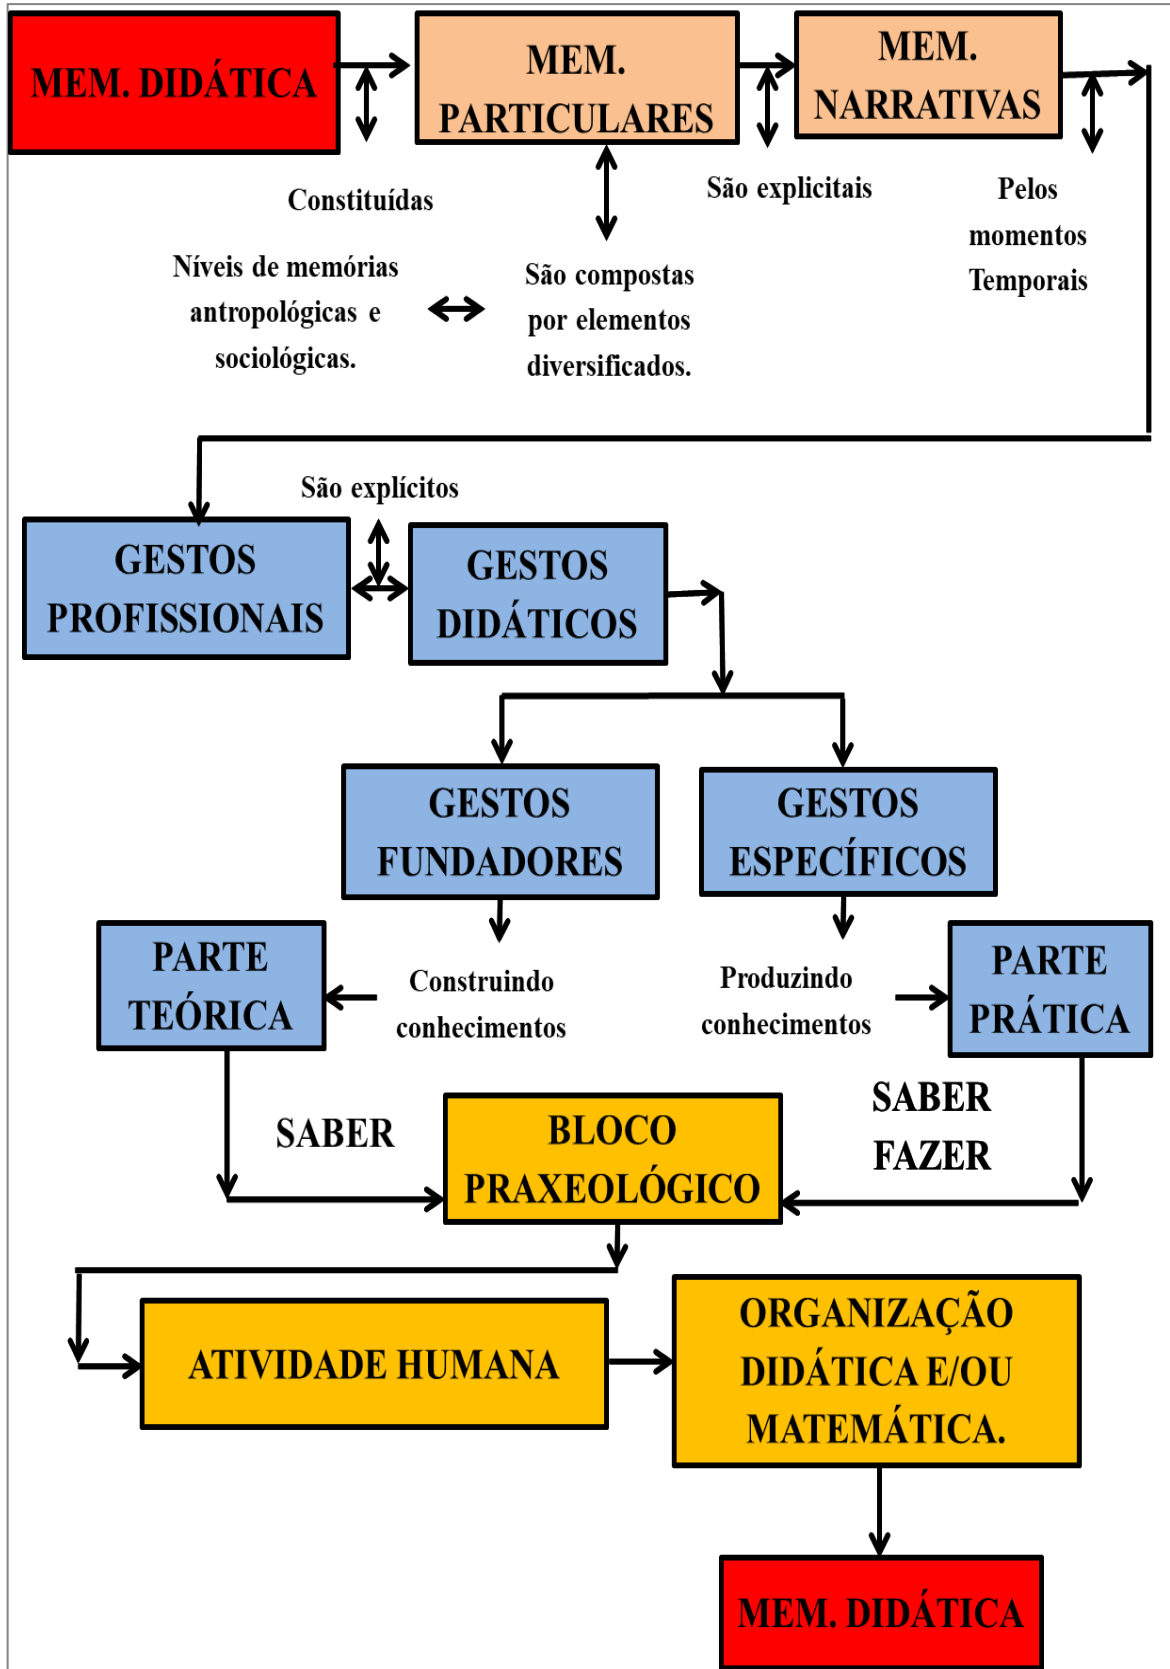 MEM. DIDÁTICA
MEM.
PARTICULARES
MEM.
NARRATIVAS
Constituídas
São explicitais
Pelos
momentos
Temporais
Níveis de memórias
antropológicas e
sociológicas.
São compostas
por elementos
diversificados.
São explícitos
GESTOS
PROFISSIONAIS
GESTOS
DIDÁTICOS
GESTOS
FUNDADORES
GESTOS
ESPECÍFICOS
PARTE
TEÓRICA
Construindo
conhecimentos
Produzindo
conhecimentos
PARTE
PRÁTICA
SABER
BLOCO
PRAXEOLÓGICO
SABER
FAZER
ATIVIDADE HUMANA
ORGANIZAÇÃO
DIDÁTICA E/OU
MATEMÁTICA.
MEM. DIDÁTICA